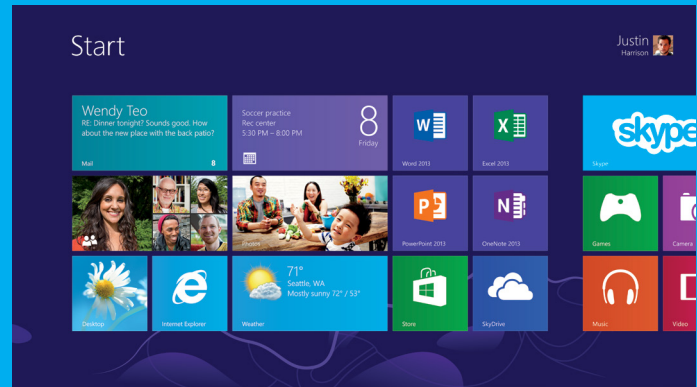 Start
Justin
Harrison
Wendy Teo
RE: Dinner tonight? Sounds good. How
about the new place with the back patio?
Mail
8
Soccer practice
Rec center
5:30 PM – 8:00 PM
8
Friday
W
Word 2013
X
Excel 2013
skype
Skype
Photos
P
PowerPoint 2013
N
OneNote 2013
Games
Camera
Desktop
Internet Explorer
71°
Seattle, WA
Mostly sunny 72° / 53°
Weather
Store
SkyDrive
Music
Video